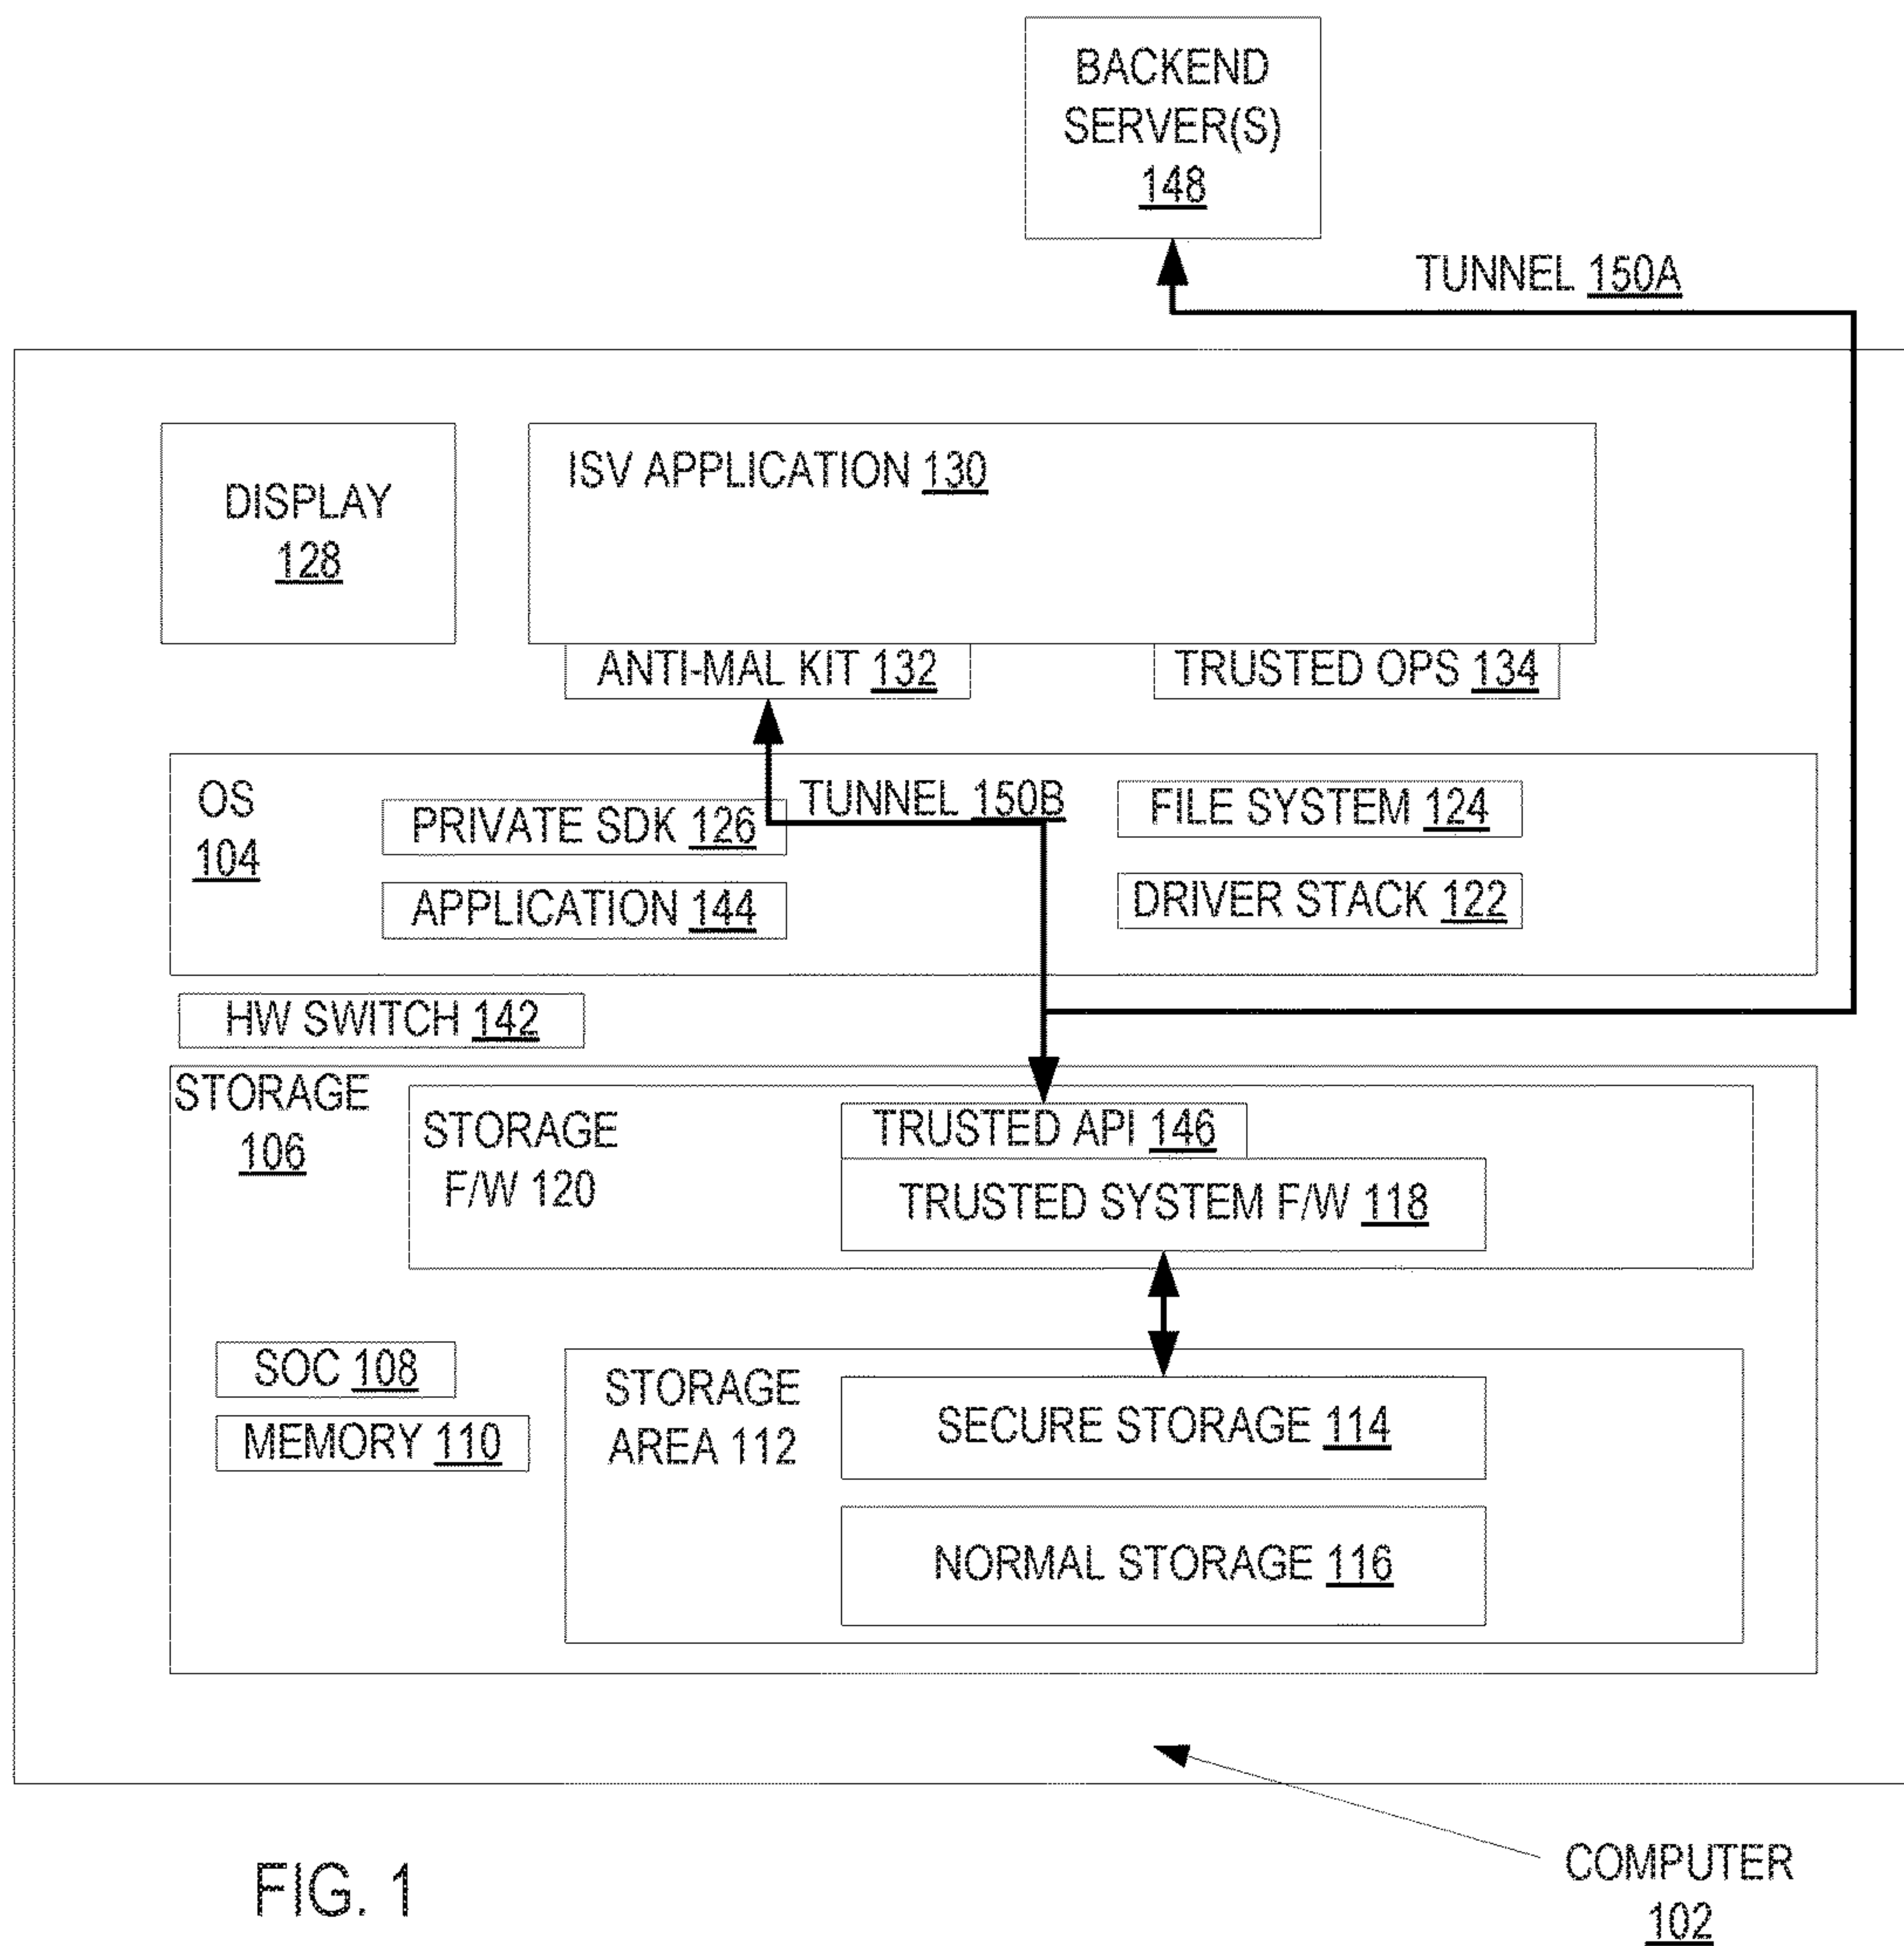 BACKEND
SERVER(S)
148
TUNNEL 150A
DISPLAY
128
ISV APPLICATION 130
ANTI-MAL KIT 132
TRUSTED OPS 134
OS
104
PRIVATE SDK 126
TUNNEL 150B
FILE SYSTEM 124
APPLICATION 144
DRIVER STACK 122
HW SWITCH 142
STORAGE
106
STORAGE
F/W 120
TRUSTED API 146
TRUSTED SYSTEM F/W 118
SOC 108
MEMORY 110
STORAGE
AREA 112
SECURE STORAGE 114
NORMAL STORAGE 116
COMPUTER
102
FIG. 1